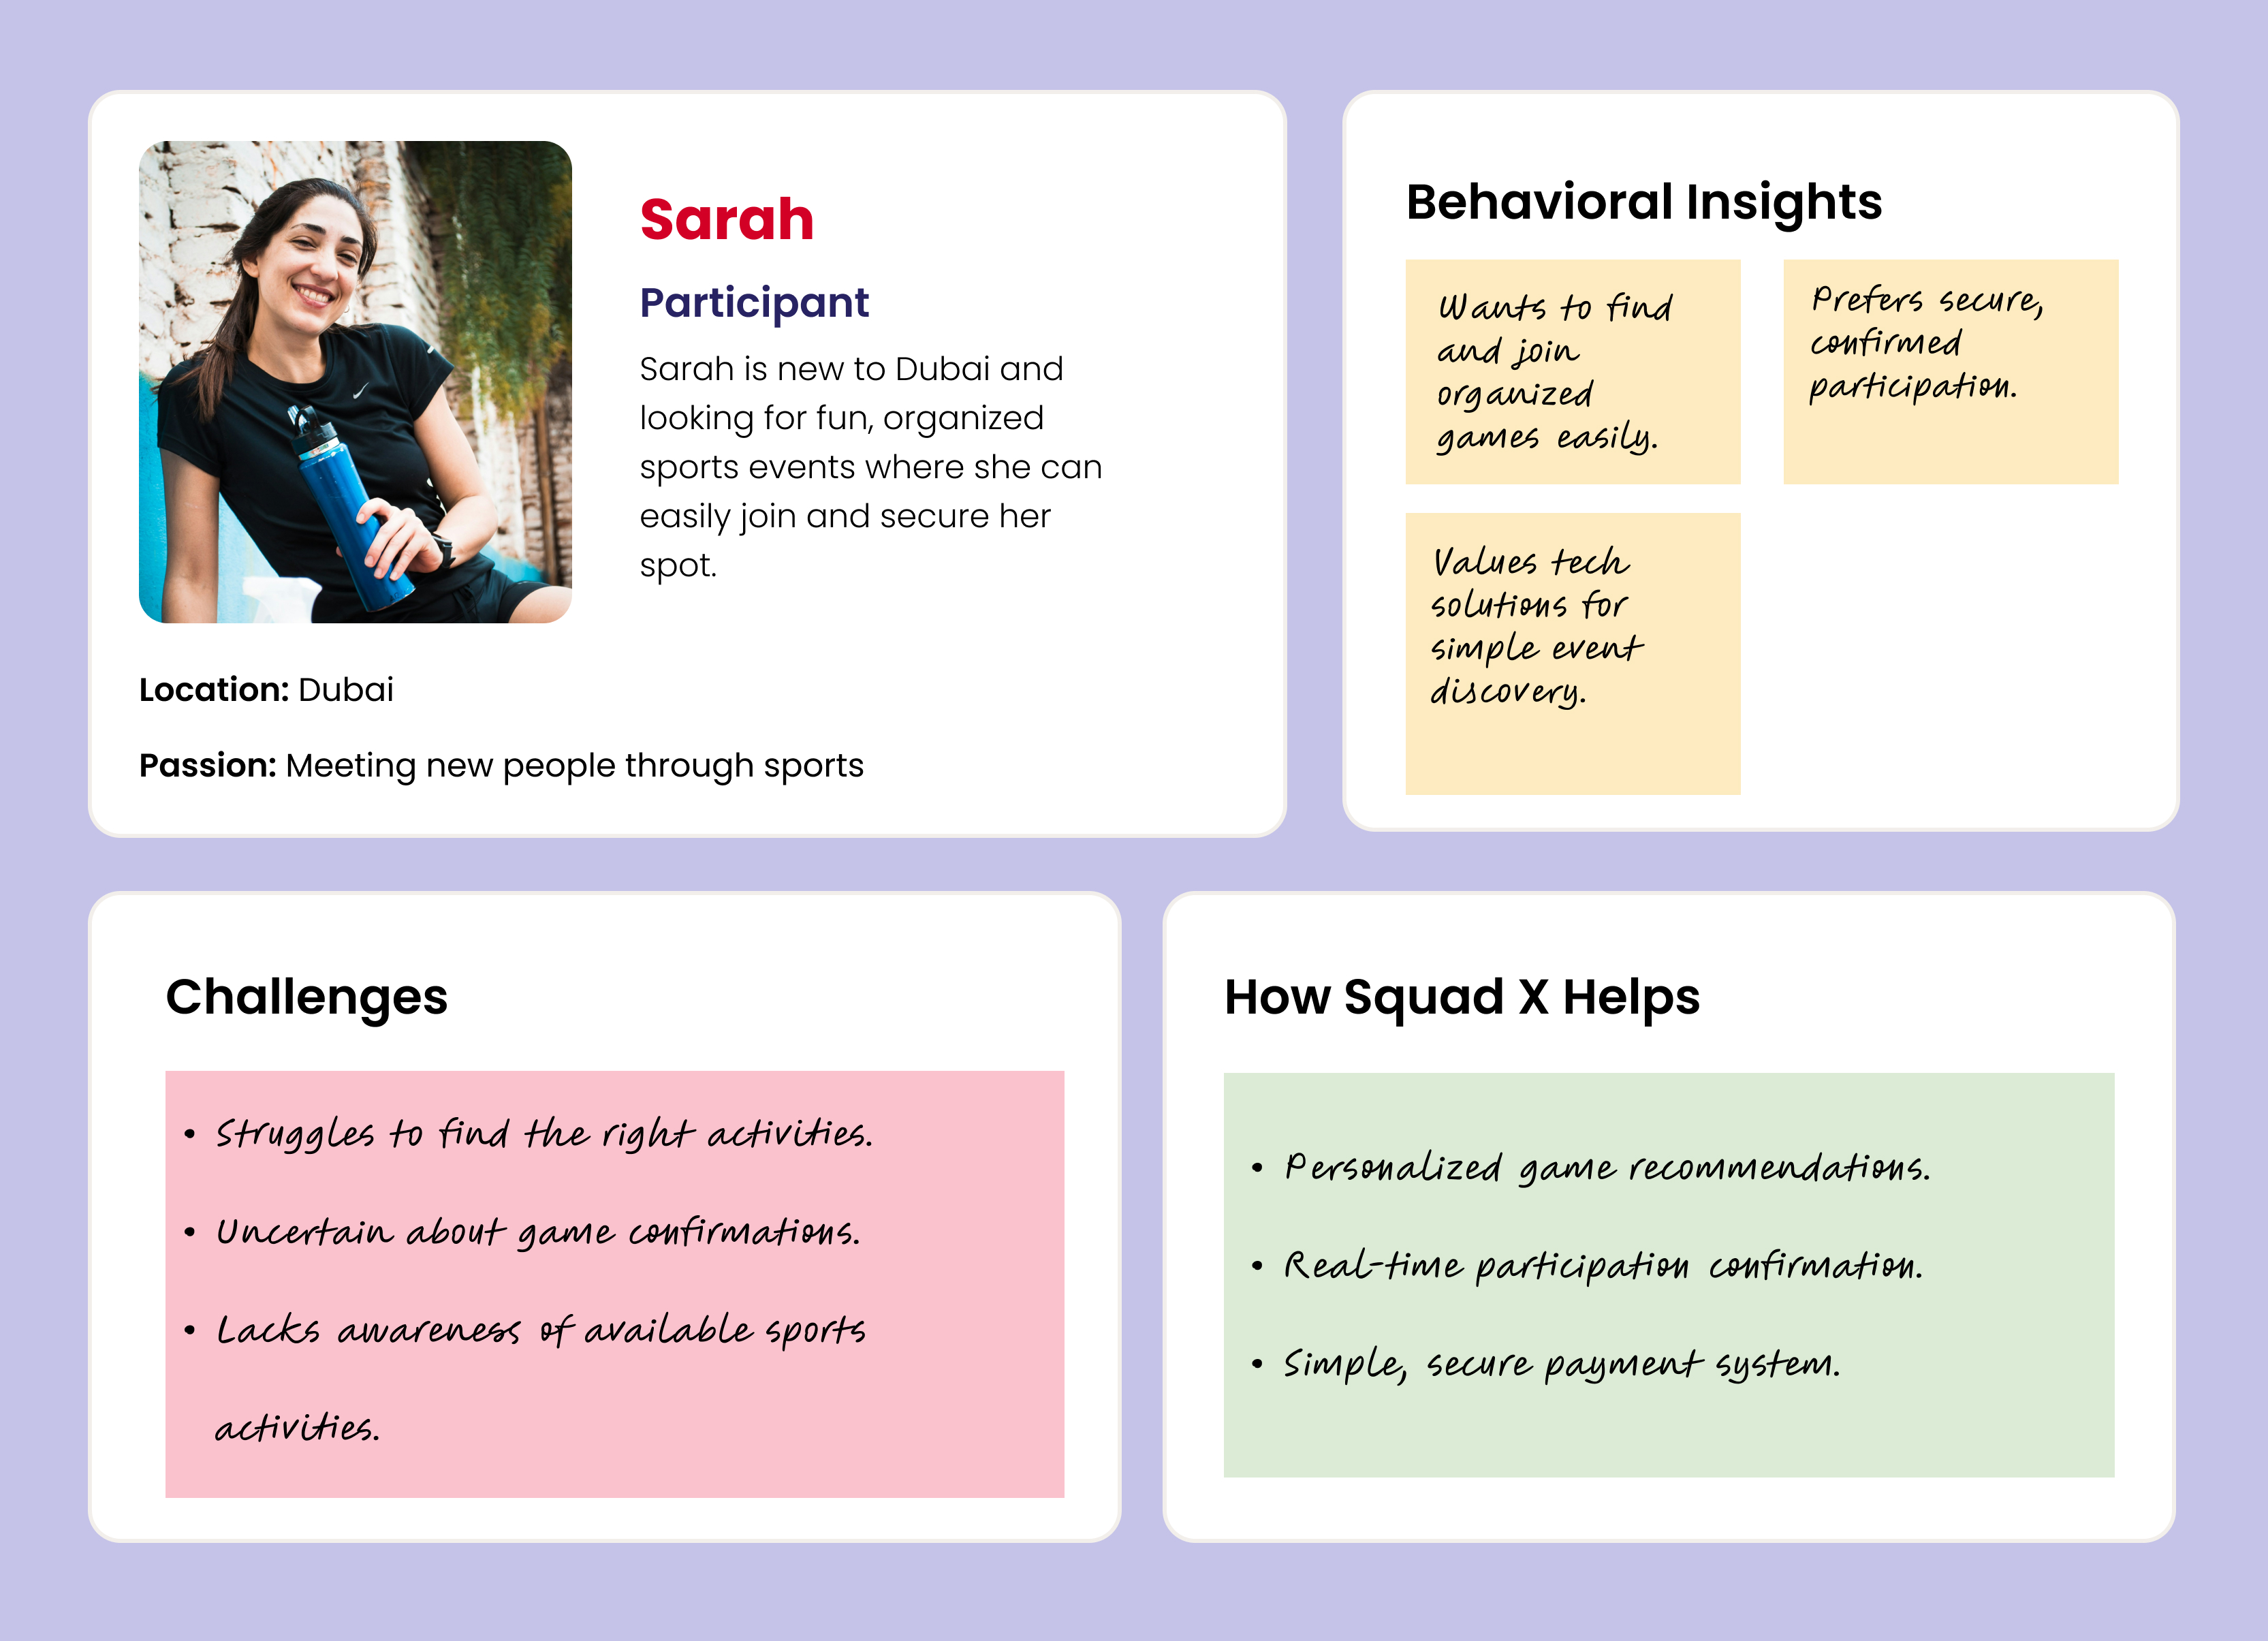 Sarah
Participant
Sarah is new to Dubai and
looking for fun, organized
sports events where she can
easily join and secure her
spot.
Location: Dubai
Passion: Meeting new people through sports
Behavioral Insights
Wants to find
and join
organized
games easily.
Prefers secure,
confirmed
participation.
Values tech
solutions for
simple event
discovery.
Challenges
• Struggles to find the right activities.
• Uncertain about game confirmations.
• Lacks awareness of available sports
activities.
How Squad X Helps
• Personalized game recommendations.
• Real-time participation confirmation.
• Simple, secure payment system.